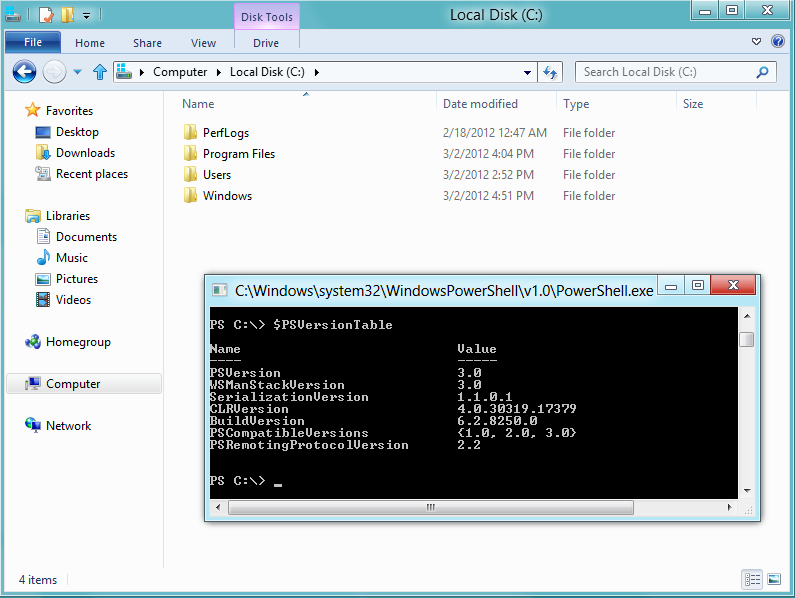 Disk Tools
Local Disk (C:)
File Home Share View Drive
Computer Local Disk (C:)
Search Local Disk (C:)
Name Date modified Type Size
Favorites
Desktop
Downloads
Recent places
Libraries
Documents
Music
Pictures
Videos
Homegroup
Computer
Network
PerfLogs 2/18/2012 12:47 AM File folder
Program Files 3/2/2012 4:04 PM File folder
Users 3/2/2012 2:52 PM File folder
Windows 3/2/2012 4:51 PM File folder
C:\Windows\system32\WindowsPowerShell\v1.0\PowerShell.exe
PS C:\> $PSVersionTable
Name Value
---- -----
PSVersion 3.0
WSManStackVersion 3.0
SerializationVersion 1.1.0.1
CLRVersion 4.0.30319.17379
BuildVersion 6.2.8250.0
PSCompatibleVersions {1.0, 2.0, 3.0}
PSRemotingProtocolVersion 2.2
PS C:\> _
4 items